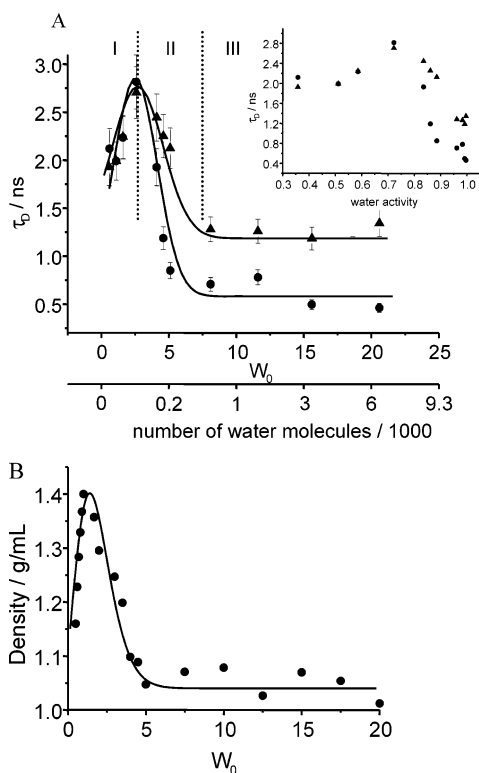 A
I II III
τD / ns
3.0
2.5
2.0
1.5
1.0
0.5
0 5 10 15 20 25
W0
0 0.2 1 3 6 9.3
number of water molecules / 1000
τD / ns
2.8
2.4
2.0
1.6
1.2
0.8
0.4
0.3 0.4 0.5 0.6 0.7 0.8 0.9 1.0
water activity
B
Density / g/mL
1.4
1.3
1.2
1.1
1.0
0 5 10 15 20
W0